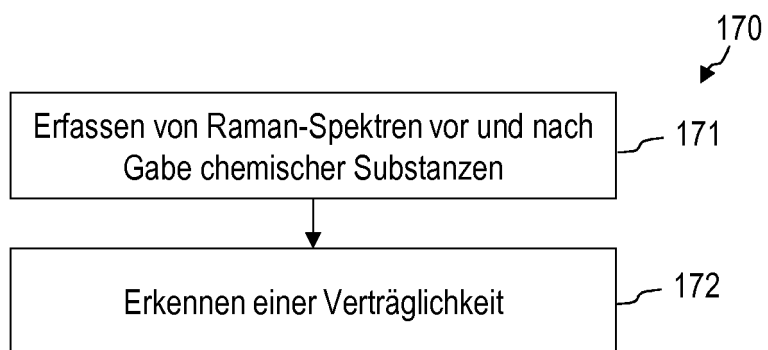 170
Erfassen von Raman-Spektren vor und nach
Gabe chemischer Substanzen
171
Erkennen einer Verträglichkeit
172